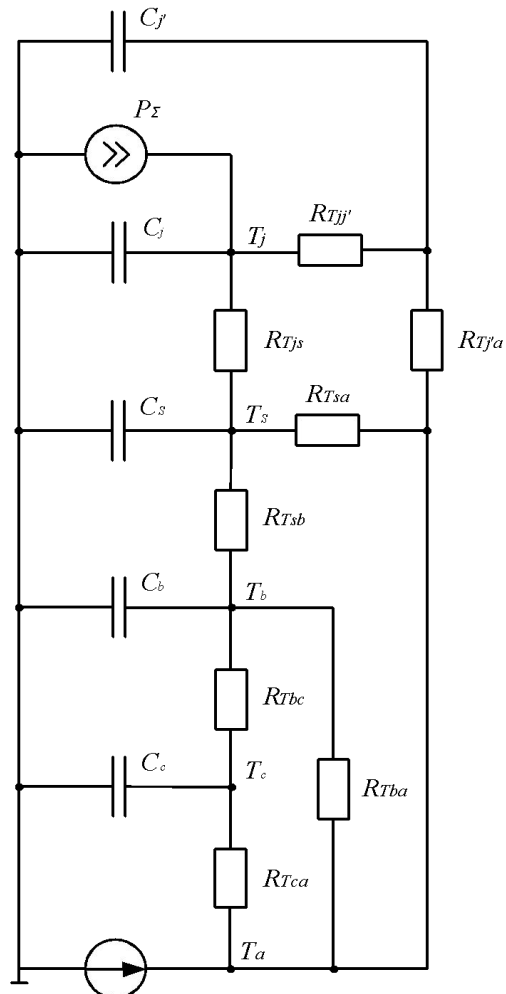 Cj'
PΣ
Cj Tj RTjj'
RTjs RTj'a
CS TS RTsa
RTsb
Cb Tb
RTbc
Cc Tc RTba
RTca
Ta